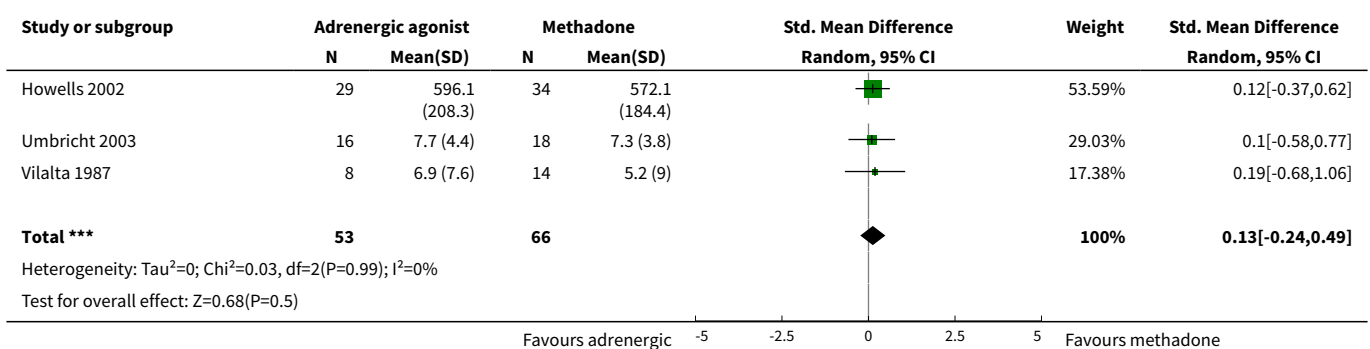 Study or subgroup Adrenergic agonist Methadone Std. Mean Difference Weight Std. Mean Difference
N Mean(SD) N Mean(SD) Random, 95% CI Random, 95% CI
Howells 2002 29 596.1 34 572.1 53.59% 0.12[-0.37,0.62]
(208.3) (184.4)
Umbricht 2003 16 7.7 (4.4) 18 7.3 (3.8) 29.03% 0.1[-0.58,0.77]
Vilalta 1987 8 6.9 (7.6) 14 5.2 (9) 17.38% 0.19[-0.68,1.06]
Total *** 53 66 100% 0.13[-0.24,0.49]
Heterogeneity: Tau²=0; Chi²=0.03, df=2(P=0.99); I²=0%
Test for overall effect: Z=0.68(P=0.5)
Favours adrenergic -5 -2.5 0 2.5 5 Favours methadone